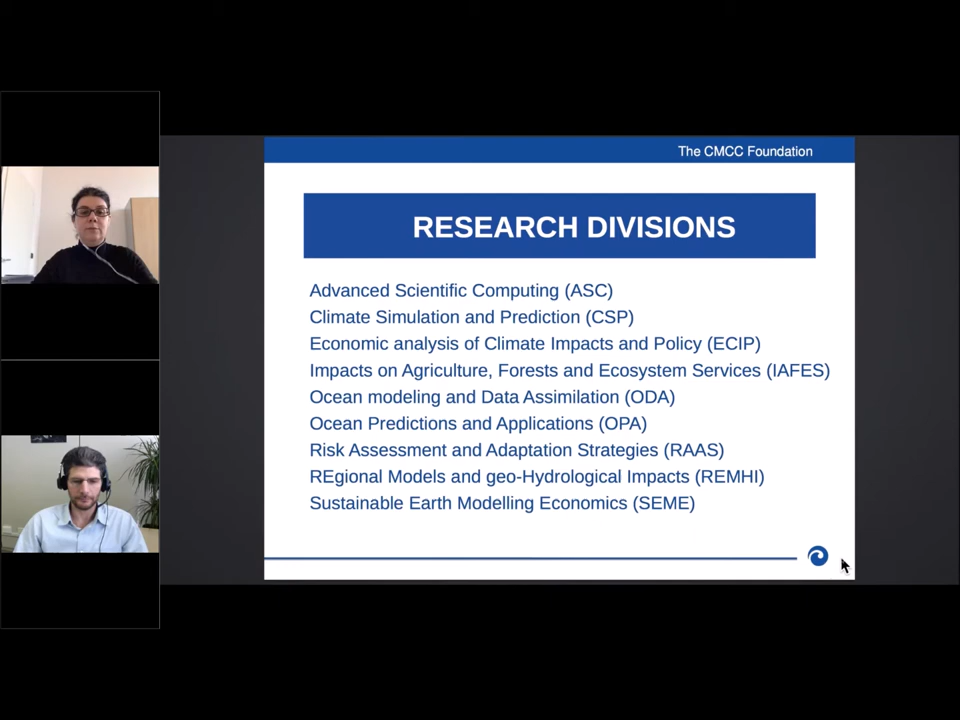 The CMCC Foundation
RESEARCH DIVISIONS
Advanced Scientific Computing (ASC)
Climate Simulation and Prediction (CSP)
Economic analysis of Climate Impacts and Policy (ECIP)
Impacts on Agriculture, Forests and Ecosystem Services (IAFES)
Ocean modeling and Data Assimilation (ODA)
Ocean Predictions and Applications (OPA)
Risk Assessment and Adaptation Strategies (RAAS)
REgional Models and geo-Hydrological Impacts (REMHI)
Sustainable Earth Modelling Economics (SEME)